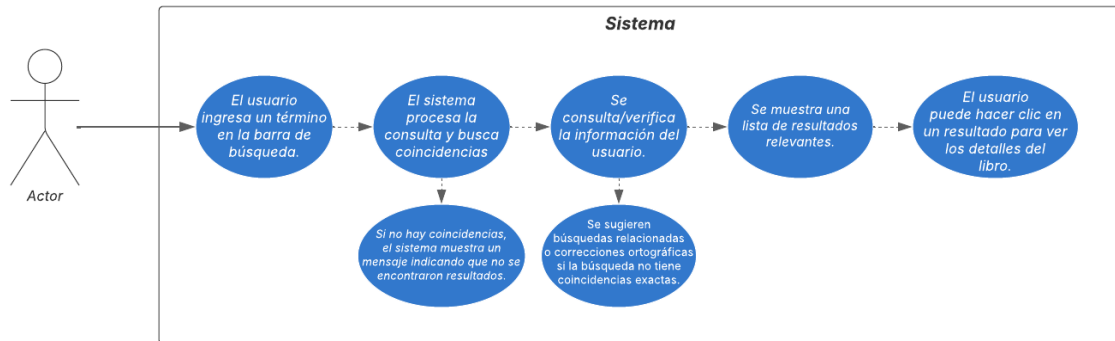 Sistema
El usuario
ingresa un término
en la barra de
búsqueda.
El sistema
procesa la
consulta y busca
coincidencias
Se
consulta/verifica
la información del
usuario.
Se muestra una
lista de resultados
relevantes.
El usuario
puede hacer clic en
un resultado para ver
los detalles del
libro.
Actor
Si no hay coincidencias,
el sistema muestra un
mensaje indicando que no se
encontraron resultados.
Se sugieren
búsquedas relacionadas
o correcciones ortográficas
si la búsqueda no tiene
coincidencias exactas.